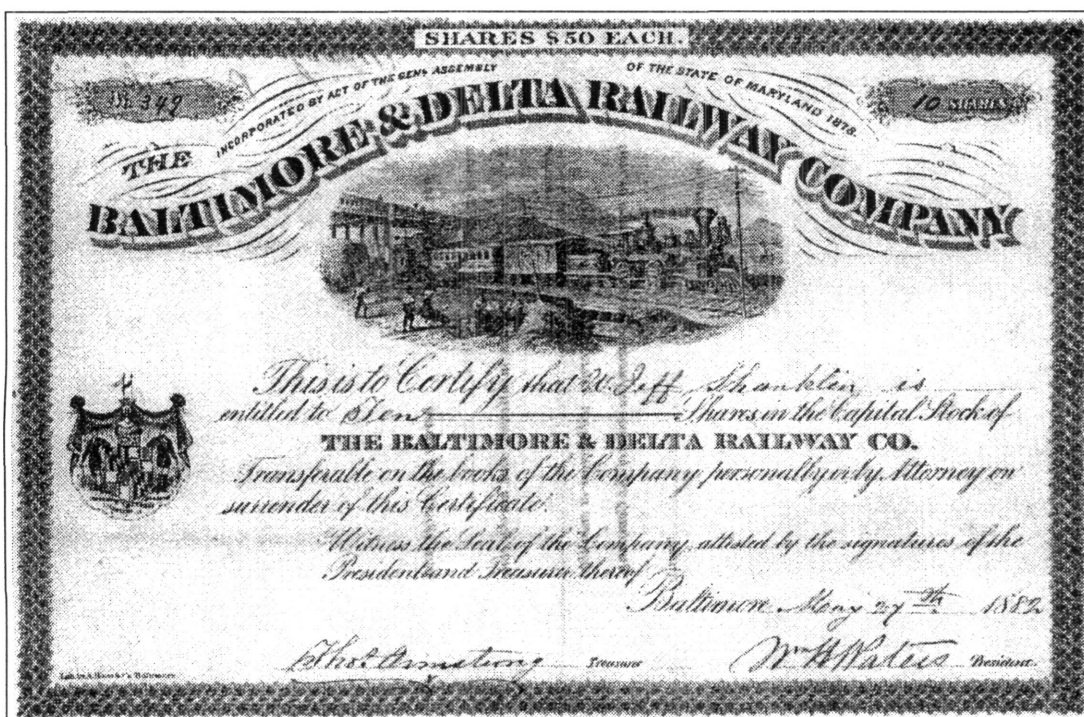 SHARES $50 EACH.
No. 349
INCORPORATED BY ACT OF THE GENL ASSEMBLY OF THE STATE OF MARYLAND 1878.
10 SHARES
THE
BALTIMORE & DELTA RAILWAY COMPANY
This is to Certify that W. Jeff Shanklin is
entitled to Ten Shares in the Capital Stock of
THE BALTIMORE & DELTA RAILWAY CO.
Transferable on the books of the Company personally or by Attorney on
surrender of this Certificate.
Witness the Seal of the Company, attested by the signatures of the
President and Treasurer thereof
Baltimore May 27th 1882
Thos. Armstrong Treasurer Wm H Waters President.
Baltimore